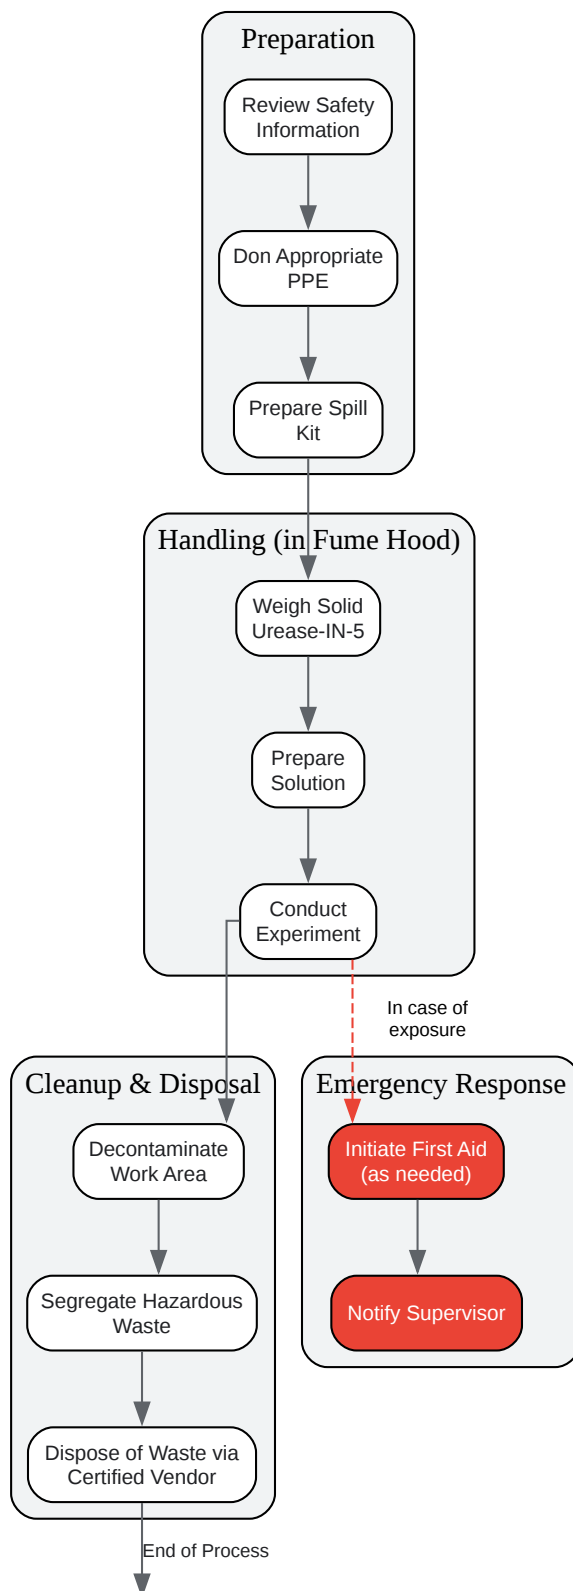 Preparation
Review Safety
Information
Don Appropriate
PPE
Prepare Spill
Kit
Handling (in Fume Hood)
Weigh Solid
Urease-IN-5
Prepare
Solution
Conduct
Experiment
In case of
exposure
Cleanup & Disposal
Decontaminate
Work Area
Segregate Hazardous
Waste
Dispose of Waste via
Certified Vendor
End of Process
Emergency Response
Initiate First Aid
(as needed)
Notify Supervisor